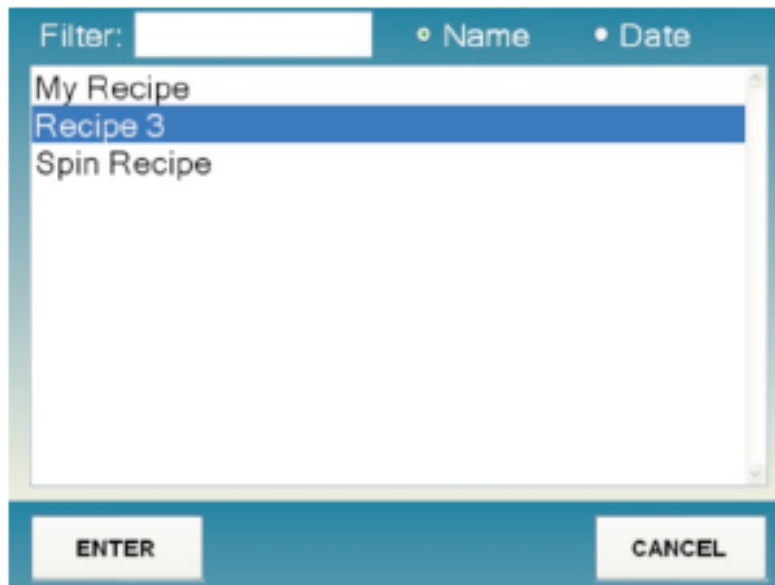 Filter: Name Date
My Recipe
Recipe 3
Spin Recipe
ENTER CANCEL